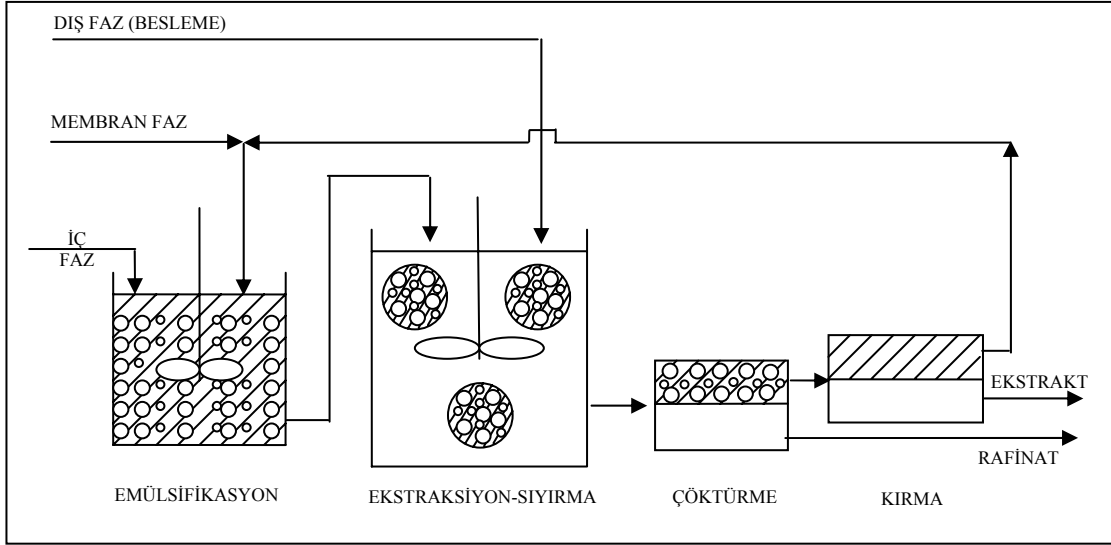 DIŞ FAZ (BESLEME)
MEMBRAN FAZ
İÇ
FAZ
EKSTRAKT
RAFİNAT
EMÜLSİFİKASYON
EKSTRAKSİYON-SIYIRMA
ÇÖKTÜRME
KIRMA